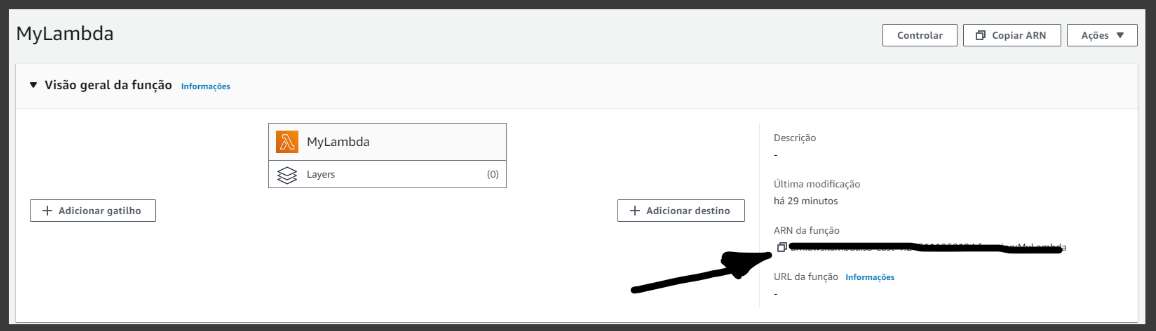 MyLambda
Controlar
Copiar ARN
Ações
Visão geral da função Informações
MyLambda
Layers (0)
Adicionar gatilho
Adicionar destino
Descrição
-
Última modificação
há 29 minutos
ARN da função
URL da função Informações
-